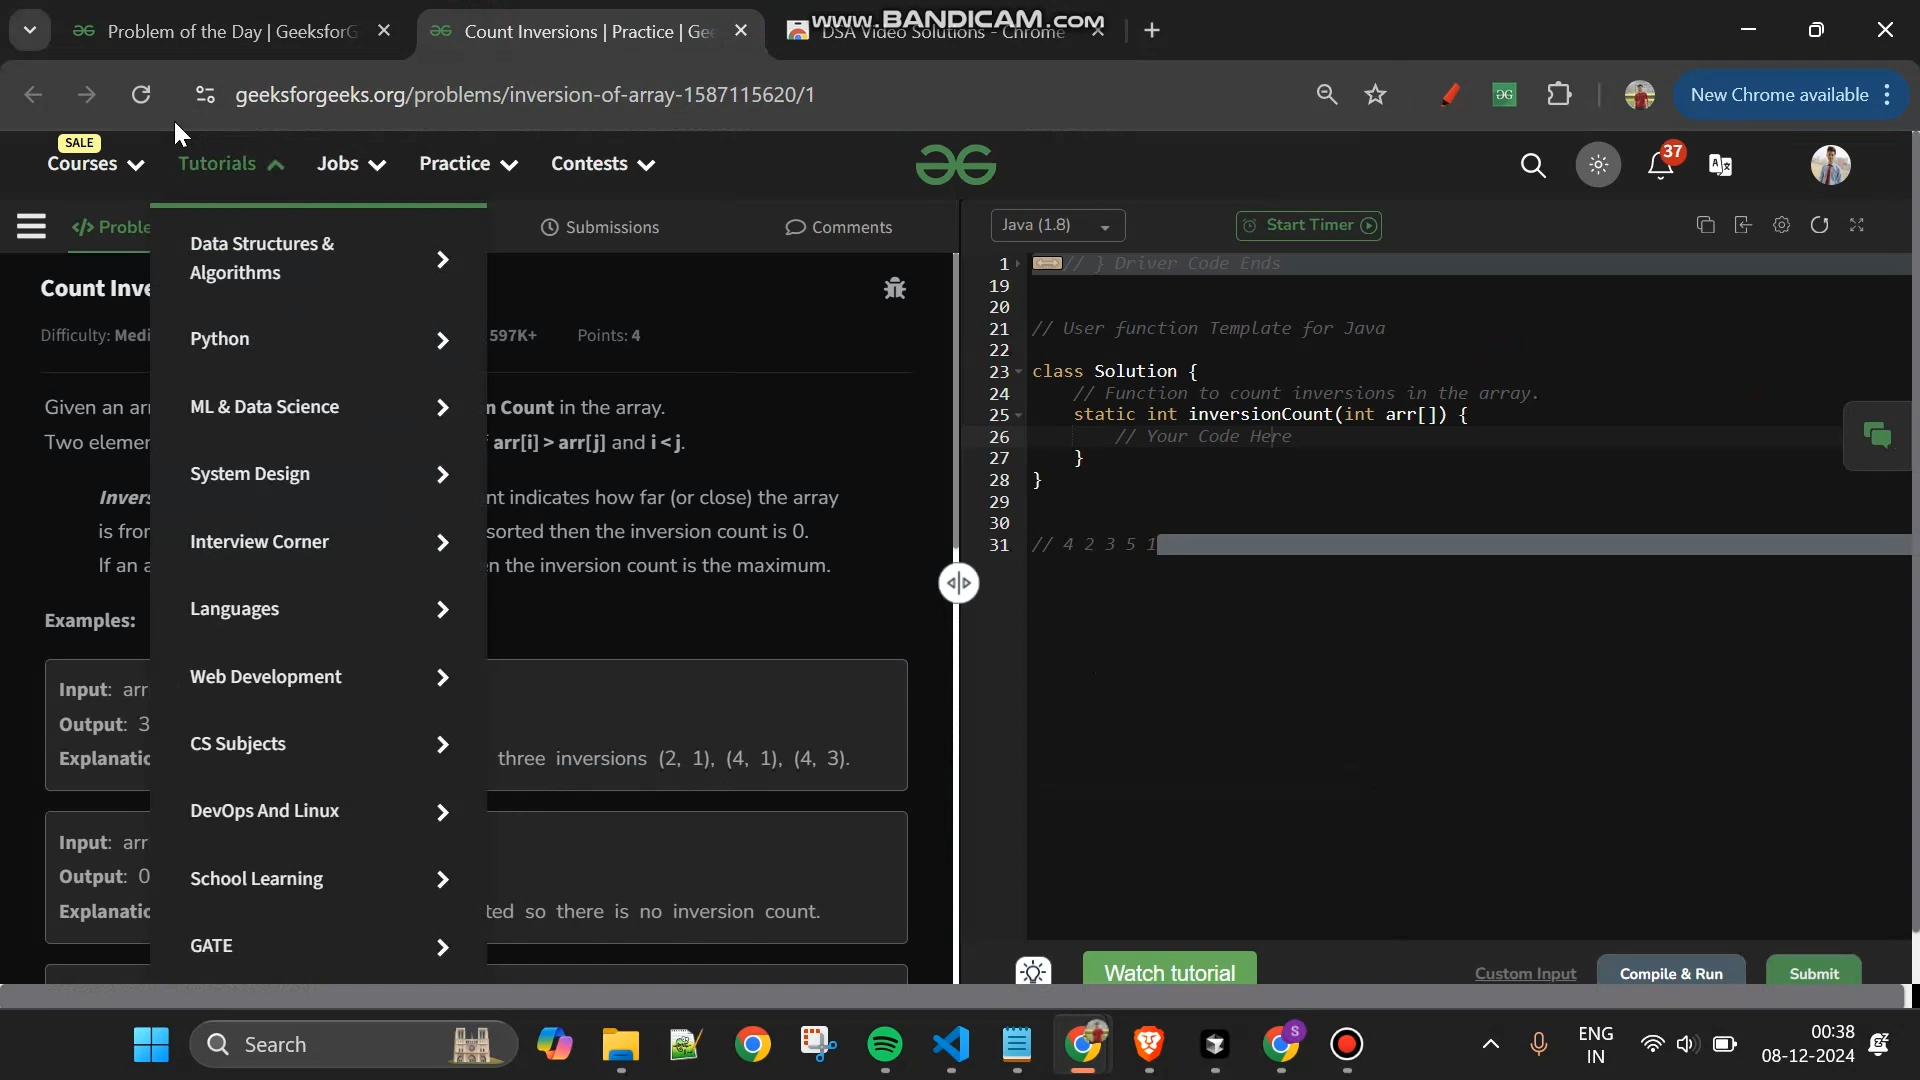 Problem of the Day | GeeksforG
Count Inversions | Practice | Gee
DSA Video Solutions - Chrome
www.BANDICAM.com
geeksforgeeks.org/problems/inversion-of-array-1587115620/1
New Chrome available
SALE
Courses
Tutorials
Jobs
Practice
Contests
37
</> Proble
Submissions
Comments
Java (1.8)
Start Timer
Data Structures &
Algorithms
Python
ML & Data Science
System Design
Interview Corner
Languages
Web Development
CS Subjects
DevOps And Linux
School Learning
GATE
Count Inve
Difficulty: Medi
597K+
Points: 4
Given an arr
n Count in the array.
Two elemen
arr[i] > arr[j] and i < j.
Invers
nt indicates how far (or close) the array
is fror
sorted then the inversion count is 0.
If an a
n the inversion count is the maximum.
Examples:
Input: arr
Output: 3
Explanatio
three inversions (2, 1), (4, 1), (4, 3).
Input: arr
Output: 0
Explanatio
ted so there is no inversion count.
1 // } Driver Code Ends
19
20
21 // User function Template for Java
22
23 class Solution {
24 // Function to count inversions in the array.
25 static int inversionCount(int arr[]) {
26 // Your Code Here
27 }
28 }
29
30
31 // 4 2 3 5 1
Watch tutorial
Custom Input
Compile & Run
Submit
Search
S
ENG
IN
00:38
08-12-2024